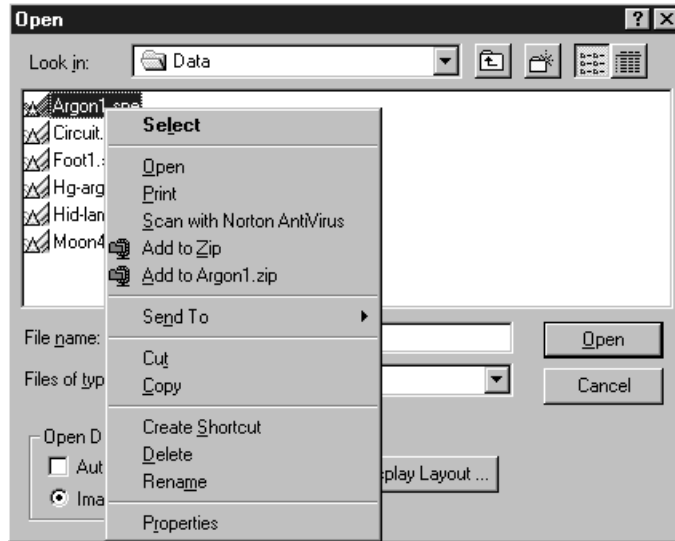 Open
Look in: Data
Argon1.spe
Circuit.
Foot1.
Hg-arg
Hid-lan
Moon4
Select
Open
Print
Scan with Norton AntiVirus
Add to Zip
Add to Argon1.zip
Send To
Cut
Copy
Create Shortcut
Delete
Rename
Properties
File name:
Open
Files of typ
Cancel
Open D
Aut
Ima
play Layout ...